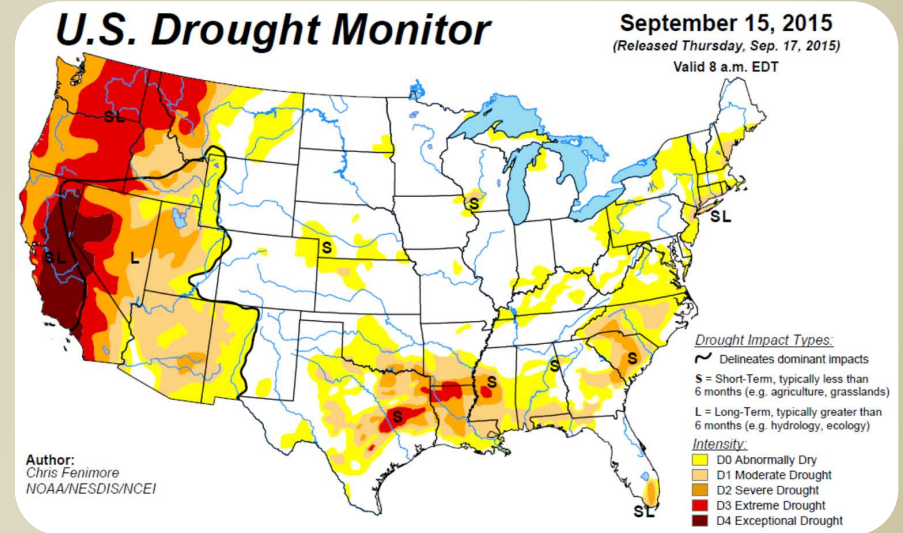 U.S. Drought Monitor
September 15, 2015
(Released Thursday, Sep. 17, 2015)
Valid 8 a.m. EDT
SL
S
SL
S
SL
L
S
S
S
S
SL
Drought Impact Types:
Delineates dominant impacts
S = Short-Term, typically less than
6 months (e.g. agriculture, grasslands)
L = Long-Term, typically greater than
6 months (e.g. hydrology, ecology)
Intensity:
D0 Abnormally Dry
D1 Moderate Drought
D2 Severe Drought
D3 Extreme Drought
D4 Exceptional Drought
Author:
Chris Fenimore
NOAA/NESDIS/NCEI